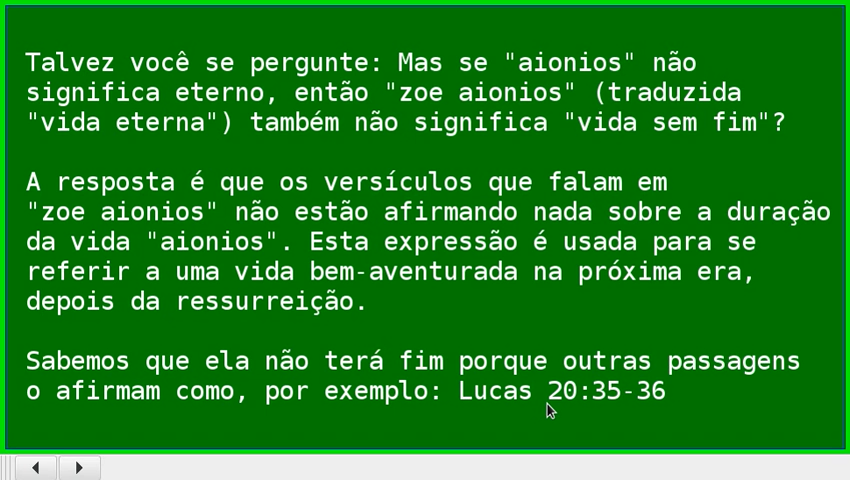 Talvez você se pergunte: Mas se "aionios" não
significa eterno, então "zoe aionios" (traduzida
"vida eterna") também não significa "vida sem fim"?
A resposta é que os versículos que falam em
"zoe aionios" não estão afirmando nada sobre a duração
da vida "aionios". Esta expressão é usada para se
referir a uma vida bem-aventurada na próxima era,
depois da ressurreição.
Sabemos que ela não terá fim porque outras passagens
o afirmam como, por exemplo: Lucas 20:35-36